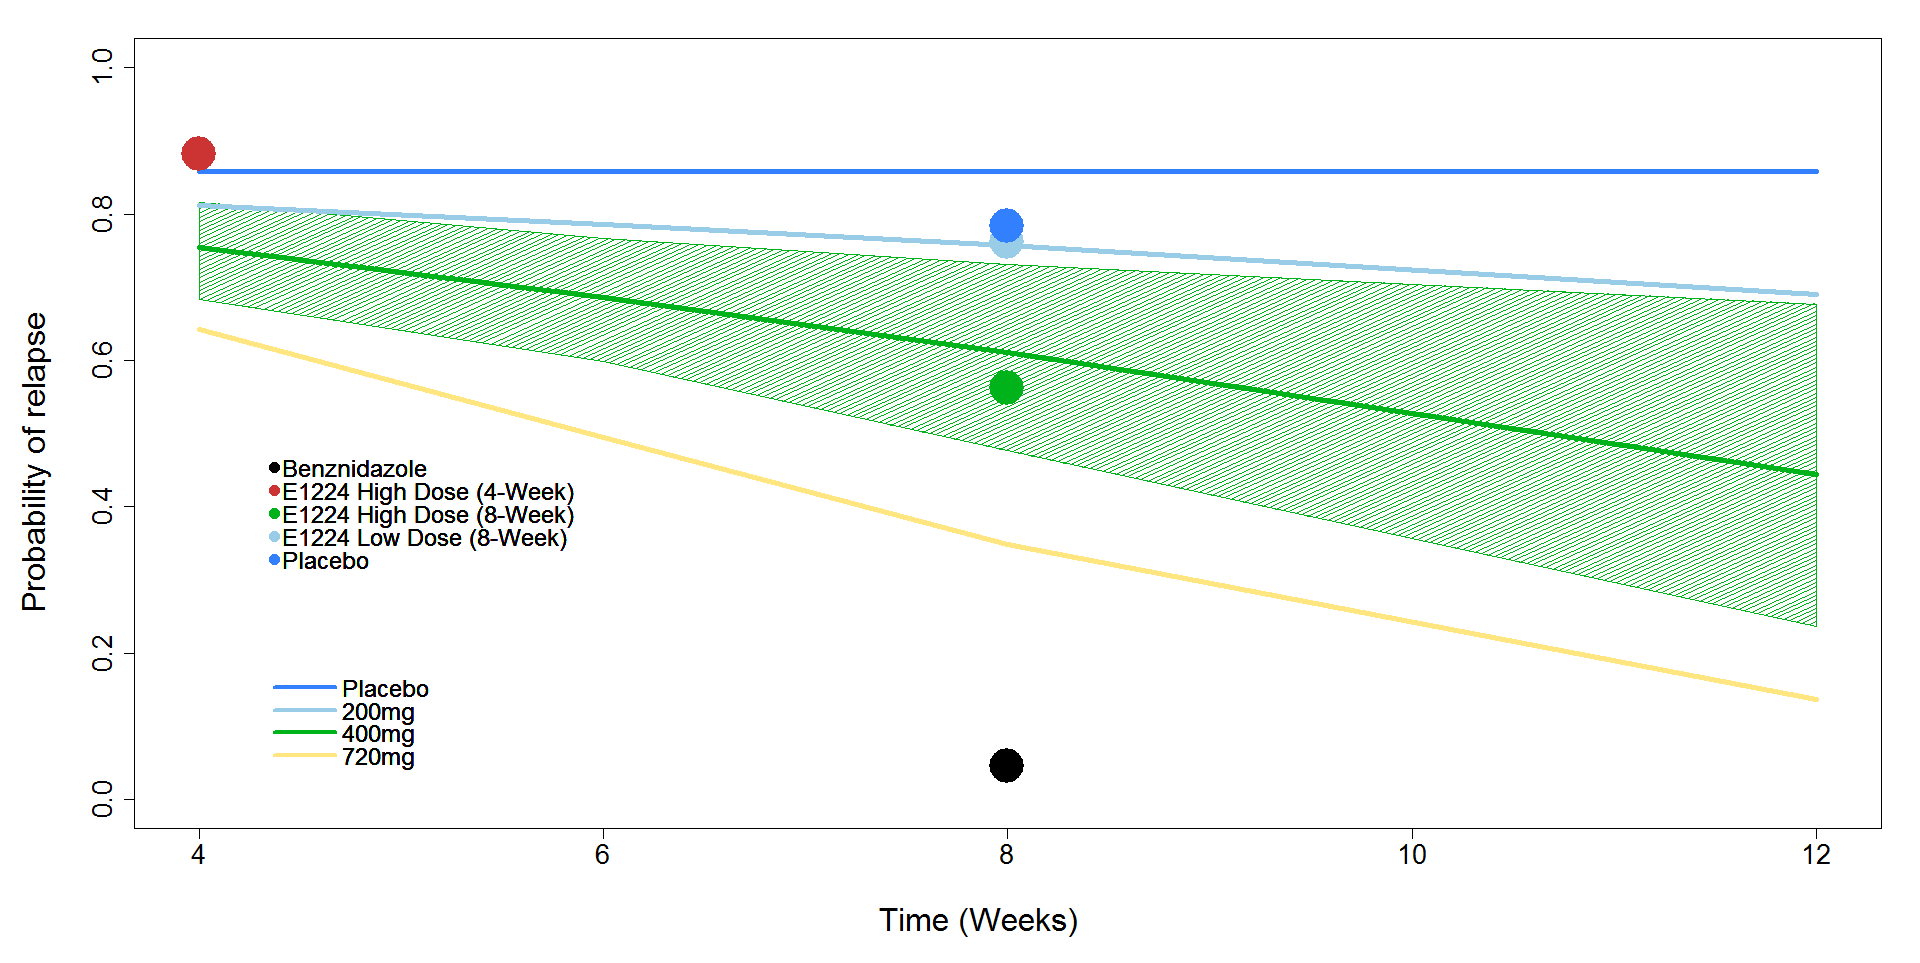 1.0
0.8
0.6
0.4
0.2
0.0
Probability of relapse
Benznidazole
E1224 High Dose (4-Week)
E1224 High Dose (8-Week)
E1224 Low Dose (8-Week)
Placebo
Placebo
200mg
400mg
720mg
4 6 8 10 12
Time (Weeks)